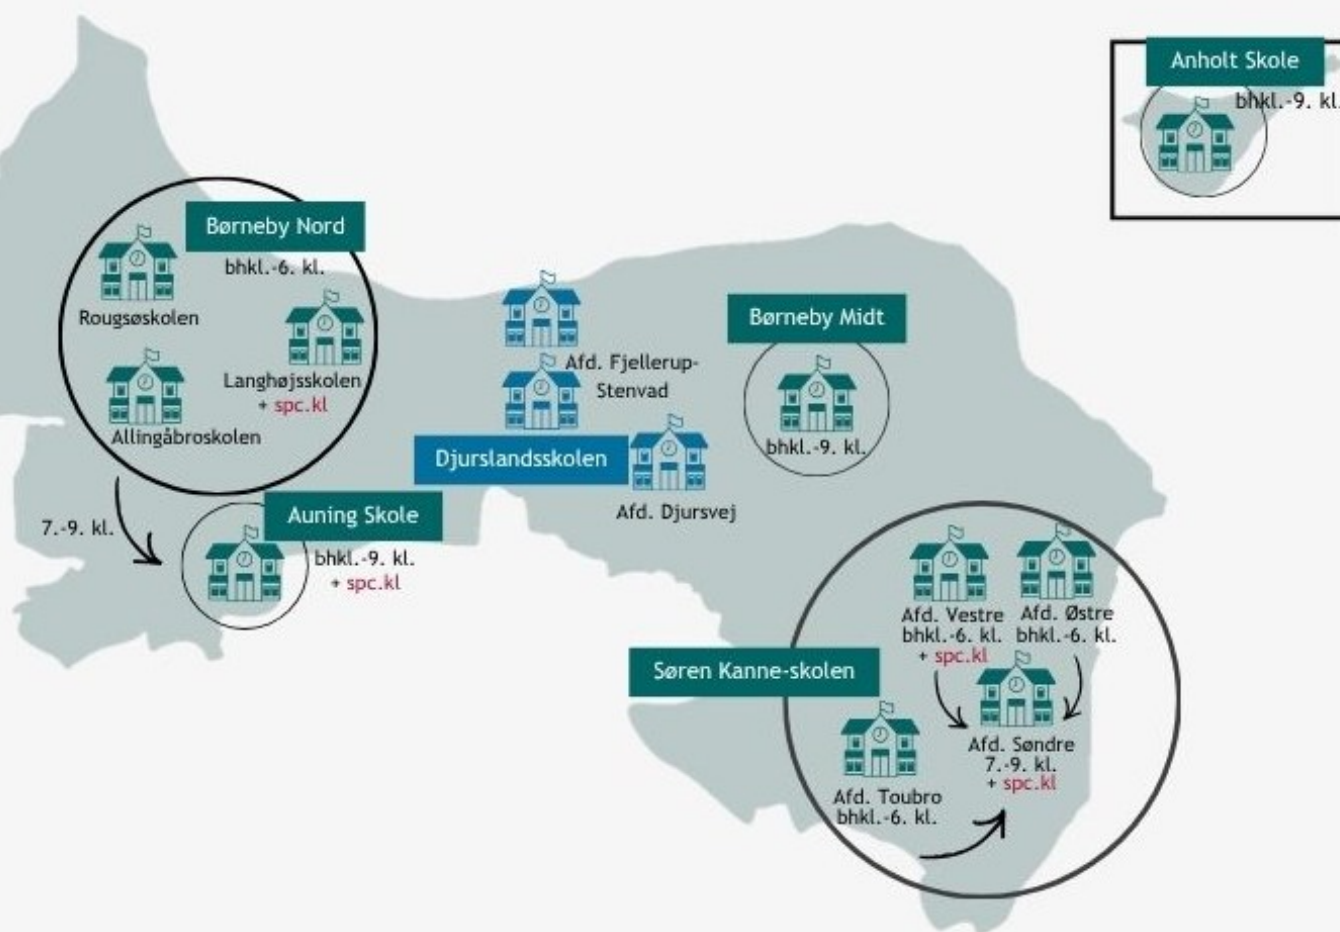 Anholt Skole
bhkl.-9. kl.
Børneby Nord
bhkl.-6. kl.
Rougsøskolen
Langhøjsskolen
+ spc.kl
Allingåbroskolen
7.-9. kl.
Auning Skole
bhkl.-9. kl.
+ spc.kl
Afd. Fjellerup-
Stenvad
Djurslandsskolen
Afd. Djursvej
Børneby Midt
bhkl.-9. kl.
Søren Kanne-skolen
Afd. Vestre
bhkl.-6. kl.
+ spc.kl
Afd. Østre
bhkl.-6. kl.
Afd. Søndre
7.-9. kl.
+ spc.kl
Afd. Toubro
bhkl.-6. kl.